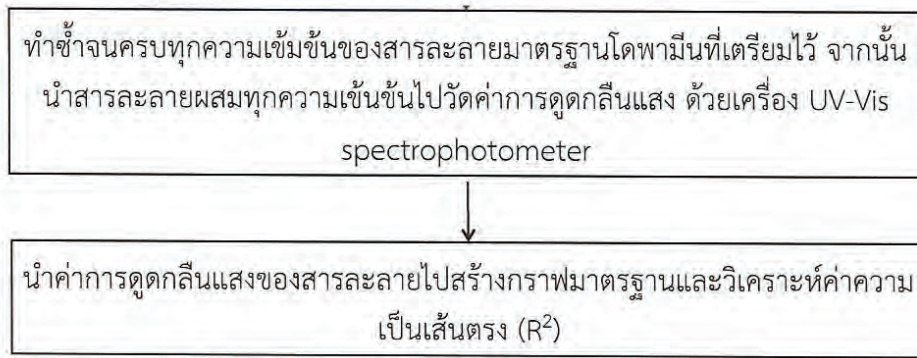 ทำซ้ำจนครบทุกความเข้มข้นของสารละลายมาตรฐานโดพามีนที่เตรียมไว้ จากนั้น
นำสารละลายผสมทุกความเข้นข้นไปวัดค่าการดูดกลืนแสง ด้วยเครื่อง UV-Vis
spectrophotometer
นำค่าการดูดกลืนแสงของสารละลายไปสร้างกราฟมาตรฐานและวิเคราะห์ค่าความ
เป็นเส้นตรง (R²)